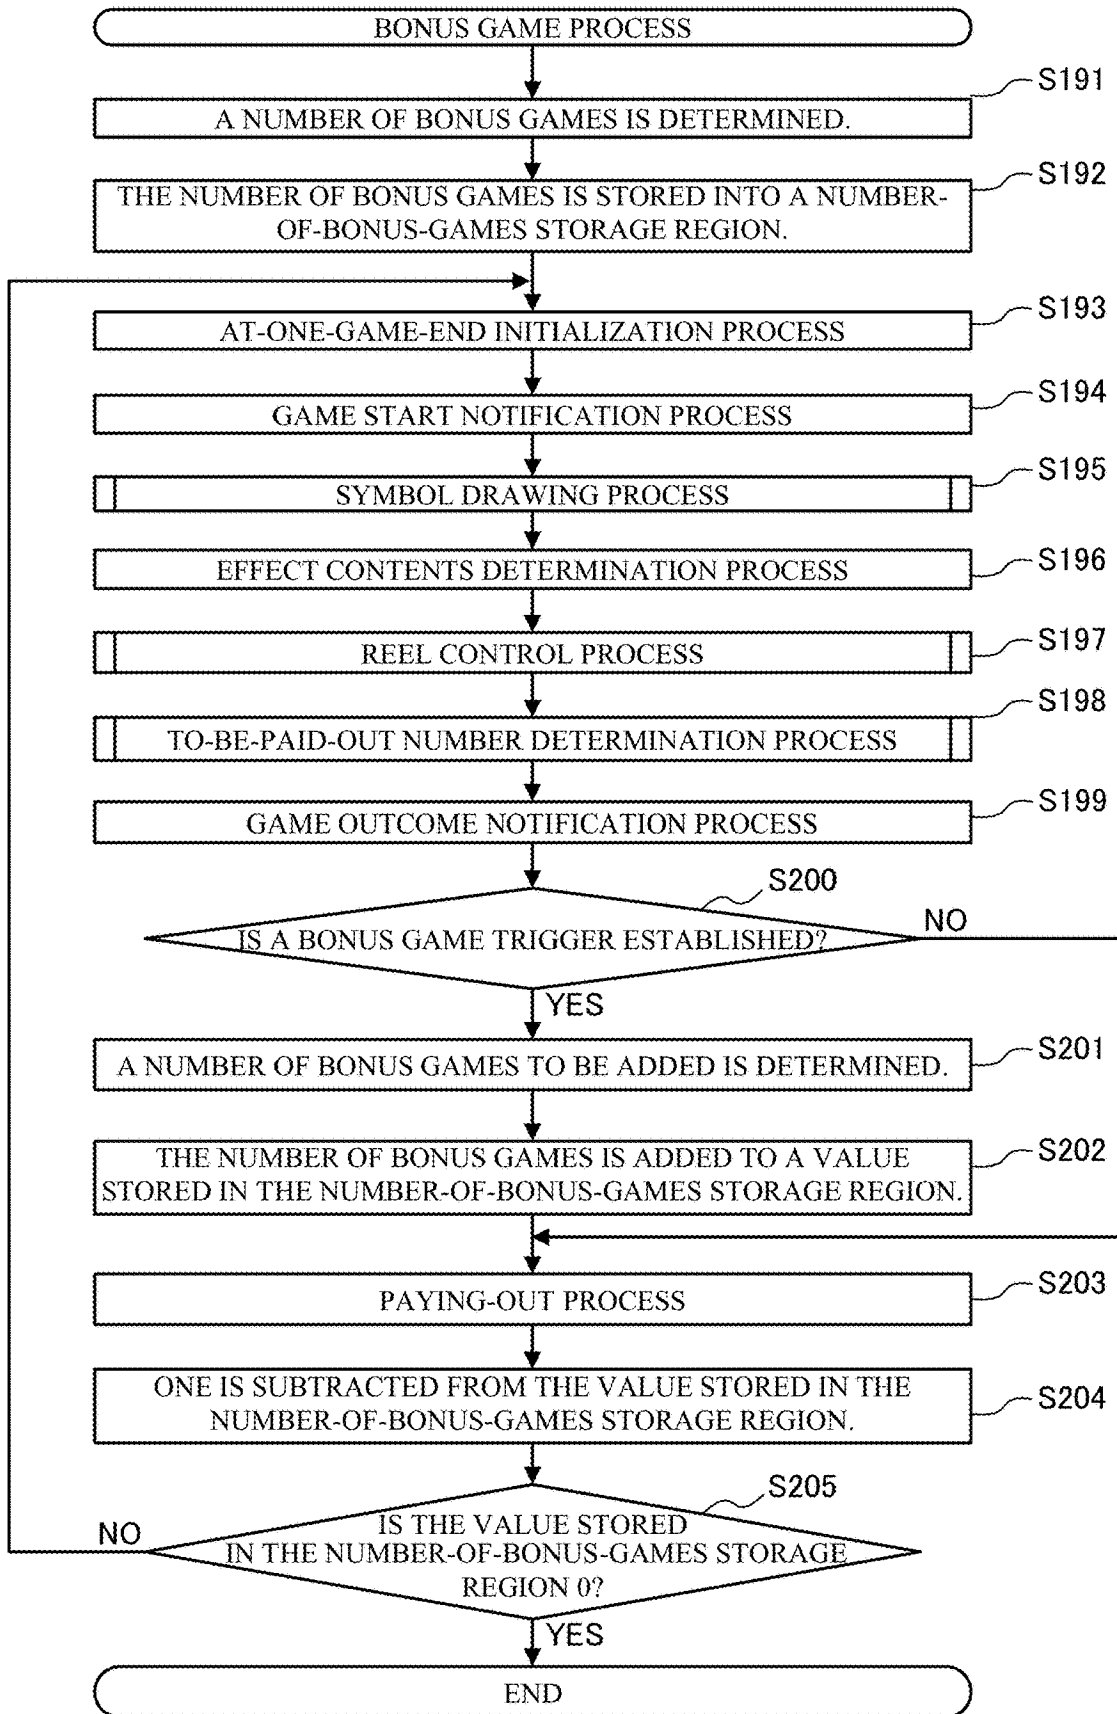 BONUS GAME PROCESS
S191
A NUMBER OF BONUS GAMES IS DETERMINED.
S192
THE NUMBER OF BONUS GAMES IS STORED INTO A NUMBER-
OF-BONUS-GAMES STORAGE REGION.
S193
AT-ONE-GAME-END INITIALIZATION PROCESS
S194
GAME START NOTIFICATION PROCESS
S195
SYMBOL DRAWING PROCESS
S196
EFFECT CONTENTS DETERMINATION PROCESS
S197
REEL CONTROL PROCESS
S198
TO-BE-PAID-OUT NUMBER DETERMINATION PROCESS
S199
GAME OUTCOME NOTIFICATION PROCESS
S200
NO
IS A BONUS GAME TRIGGER ESTABLISHED?
YES
S201
A NUMBER OF BONUS GAMES TO BE ADDED IS DETERMINED.
S202
THE NUMBER OF BONUS GAMES IS ADDED TO A VALUE
STORED IN THE NUMBER-OF-BONUS-GAMES STORAGE REGION.
S203
PAYING-OUT PROCESS
S204
ONE IS SUBTRACTED FROM THE VALUE STORED IN THE
NUMBER-OF-BONUS-GAMES STORAGE REGION.
S205
NO
IS THE VALUE STORED
IN THE NUMBER-OF-BONUS-GAMES STORAGE
REGION 0?
YES
END